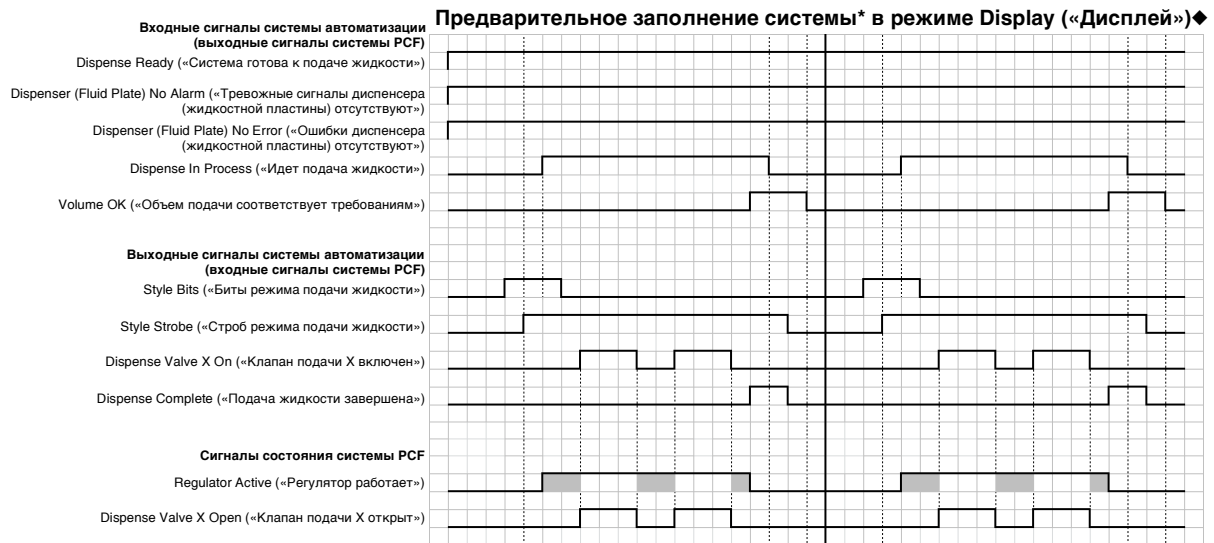 Предварительное заполнение системы* в режиме Display («Дисплей»)◆
Входные сигналы системы автоматизации
(выходные сигналы системы PCF)
Dispense Ready («Система готова к подаче жидкости»)
Dispenser (Fluid Plate) No Alarm («Тревожные сигналы диспенсера
(жидкостной пластины) отсутствуют»)
Dispenser (Fluid Plate) No Error («Ошибки диспенсера
(жидкостной пластины) отсутствуют»)
Dispense In Process («Идет подача жидкости»)
Volume OK («Объем подачи соответствует требованиям»)
Выходные сигналы системы автоматизации
(входные сигналы системы PCF)
Style Bits («Биты режима подачи жидкости»)
Style Strobe («Строб режима подачи жидкости»)
Dispense Valve X On («Клапан подачи X включен»)
Dispense Complete («Подача жидкости завершена»)
Сигналы состояния системы PCF
Regulator Active («Регулятор работает»)
Dispense Valve X Open («Клапан подачи X открыт»)